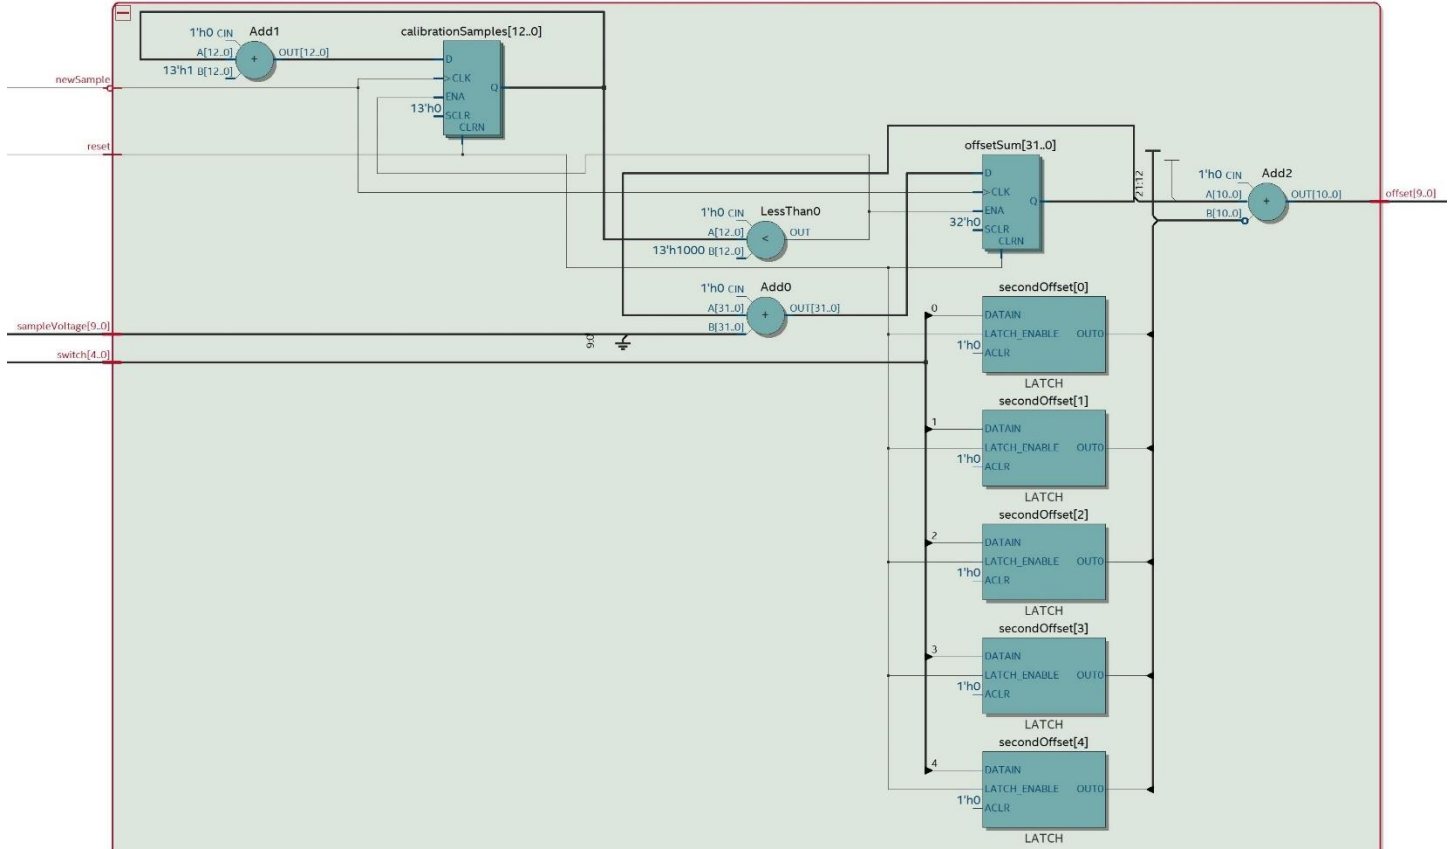 1'h0 CIN
Add1
A[12..0]
OUT[12..0]
13'h1 B[12..0]
+
calibrationSamples[12..0]
D
>CLK
ENA
13'h0
SCLR
CLRN
Q
newSample
reset
offsetSum[31..0]
D
>CLK
ENA
32'h0
SCLR
CLRN
Q
21:12
1'h0 CIN
Add2
A[10..0]
OUT[10..0]
B[10..0]
+
offset[9..0]
1'h0 CIN
LessThan0
A[12..0]
OUT
13'h1000 B[12..0]
<
1'h0 CIN
Add0
A[31..0]
OUT[31..0]
B[31..0]
+
sampleVoltage[9..0]
9:0
switch[4..0]
secondOffset[0]
0
DATAIN
LATCH_ENABLE
OUT0
1'h0
ACLR
LATCH
secondOffset[1]
1
DATAIN
LATCH_ENABLE
OUT0
1'h0
ACLR
LATCH
secondOffset[2]
2
DATAIN
LATCH_ENABLE
OUT0
1'h0
ACLR
LATCH
secondOffset[3]
3
DATAIN
LATCH_ENABLE
OUT0
1'h0
ACLR
LATCH
secondOffset[4]
4
DATAIN
LATCH_ENABLE
OUT0
1'h0
ACLR
LATCH